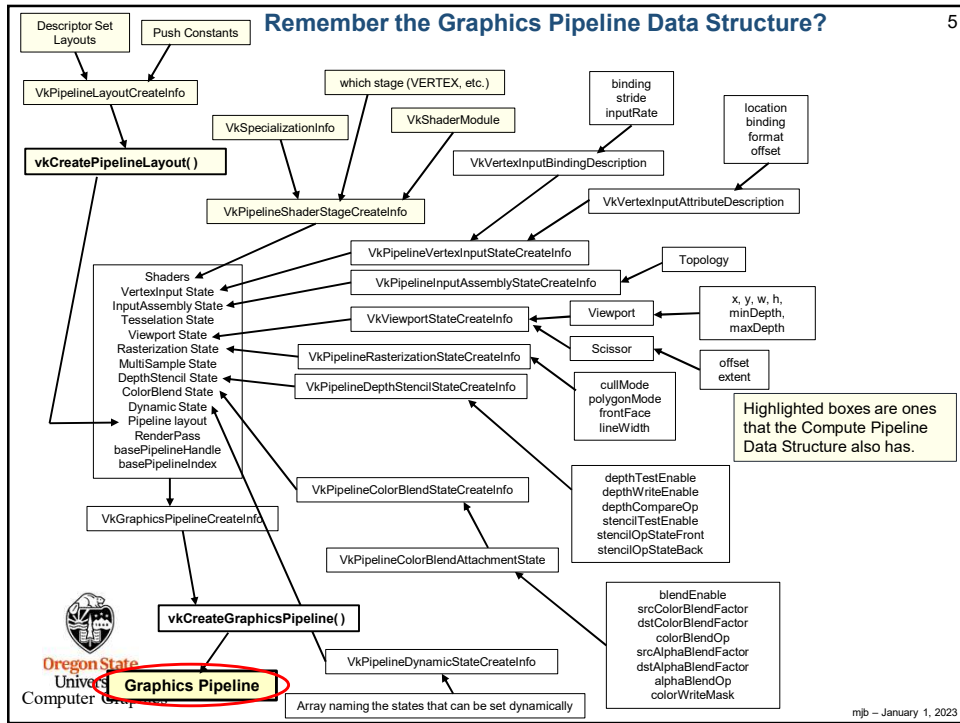 Remember the Graphics Pipeline Data Structure?
5
Descriptor Set
Layouts
Push Constants
VkPipelineLayoutCreateInfo
which stage (VERTEX, etc.)
binding
stride
inputRate
location
binding
format
offset
VkSpecializationInfo
VkShaderModule
vkCreatePipelineLayout( )
VkVertexInputBindingDescription
VkPipelineShaderStageCreateInfo
VkVertexInputAttributeDescription
VkPipelineVertexInputStateCreateInfo
Topology
VkPipelineInputAssemblyStateCreateInfo
Shaders
VertexInput State
InputAssembly State
Tesselation State
Viewport State
Rasterization State
MultiSample State
DepthStencil State
ColorBlend State
Dynamic State
Pipeline layout
RenderPass
basePipelineHandle
basePipelineIndex
VkViewportStateCreateInfo
Viewport
x, y, w, h,
minDepth,
maxDepth
Scissor
offset
extent
VkPipelineRasterizationStateCreateInfo
cullMode
polygonMode
frontFace
lineWidth
VkPipelineDepthStencilStateCreateInfo
Highlighted boxes are ones
that the Compute Pipeline
Data Structure also has.
depthTestEnable
depthWriteEnable
depthCompareOp
stencilTestEnable
stencilOpStateFront
stencilOpStateBack
VkPipelineColorBlendStateCreateInfo
VkGraphicsPipelineCreateInfo
VkPipelineColorBlendAttachmentState
blendEnable
srcColorBlendFactor
dstColorBlendFactor
colorBlendOp
srcAlphaBlendFactor
dstAlphaBlendFactor
alphaBlendOp
colorWriteMask
vkCreateGraphicsPipeline( )
VkPipelineDynamicStateCreateInfo
Oregon State
Graphics Pipeline
Computer
Array naming the states that can be set dynamically
mjb – January 1, 2023